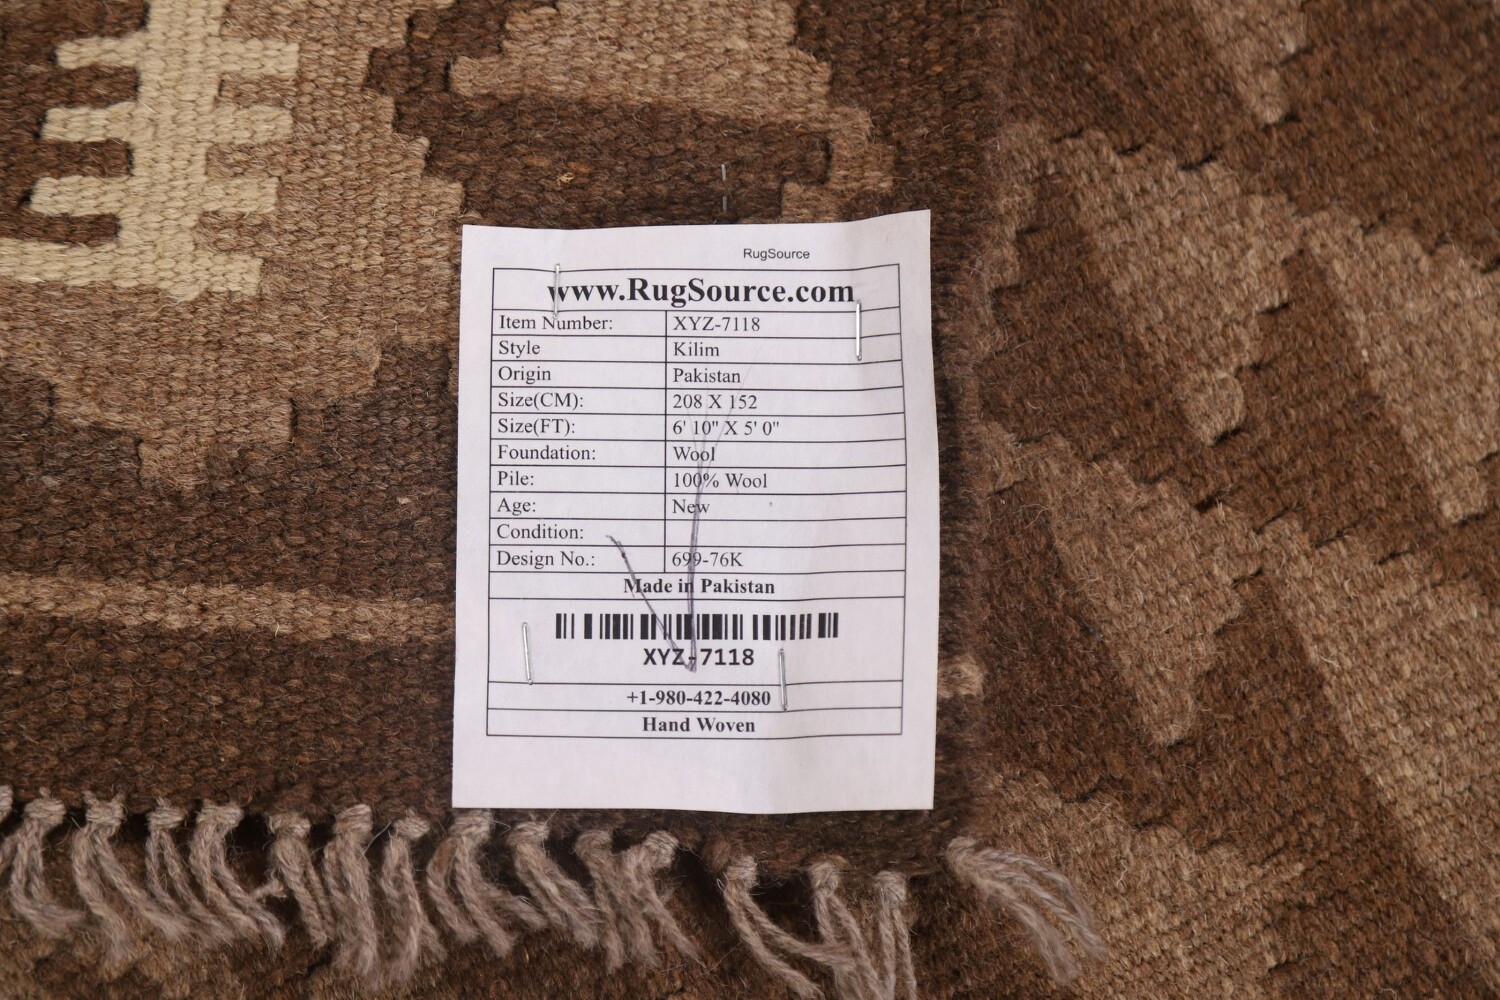 RugSource
www.RugSource.com
Item Number: XYZ-7118
Style Kilim
Origin Pakistan
Size(CM): 208 X 152
Size(FT): 6' 10" X 5' 0"
Foundation: Wool
Pile: 100% Wool
Age: New
Condition:
Design No.: 699-76K
Made in Pakistan
XYZ-7118
+1-980-422-4080
Hand Woven